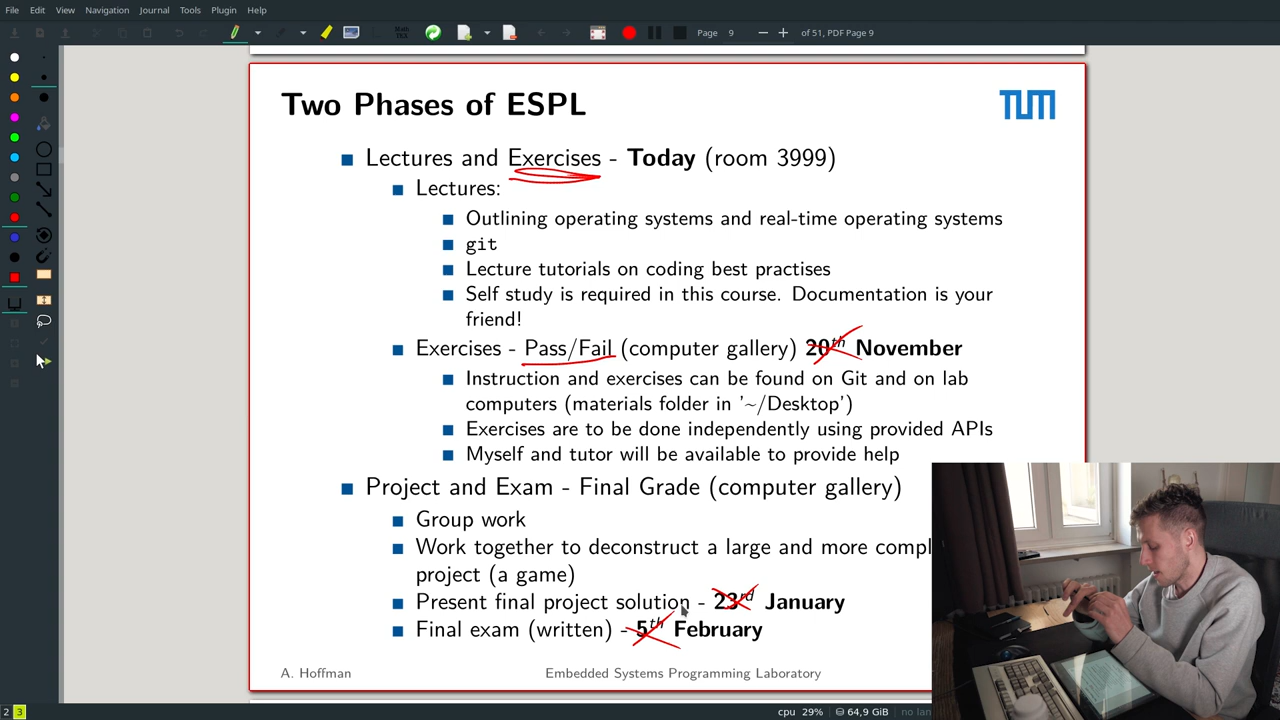 File Edit View Navigation Journal Tools Plugin Help
Math
TEX
Page 9 of 51, PDF Page 9
Two Phases of ESPL
TUM
Lectures and Exercises - Today (room 3999)
Lectures:
Outlining operating systems and real-time operating systems
git
Lecture tutorials on coding best practises
Self study is required in this course. Documentation is your
friend!
Exercises - Pass/Fail (computer gallery) 20th November
Instruction and exercises can be found on Git and on lab
computers (materials folder in '~/Desktop')
Exercises are to be done independently using provided APIs
Myself and tutor will be available to provide help
Project and Exam - Final Grade (computer gallery)
Group work
Work together to deconstruct a large and more compl
project (a game)
Present final project solution - 23rd January
Final exam (written) - 5th February
A. Hoffman Embedded Systems Programming Laboratory
2 3 cpu 29% 64,9 GiB no lan